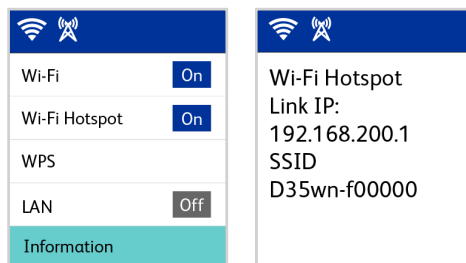 Wi-Fi On
Wi-Fi Hotspot On
WPS
LAN Off
Information
Wi-Fi Hotspot
Link IP:
192.168.200.1
SSID
D35wn-f00000